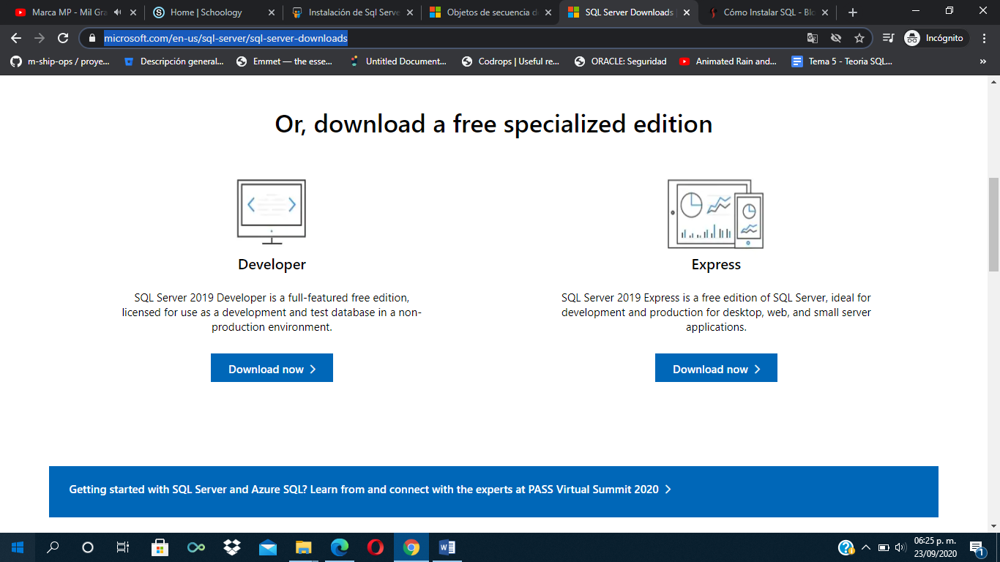 Marca MP - Mil Gra
Home | Schoology
Instalación de Sql Serve
Objetos de secuencia d
SQL Server Downloads |
Cómo Instalar SQL - Blo
microsoft.com/en-us/sql-server/sql-server-downloads
Incógnito
m-ship-ops / proye...
Descripción general...
Emmet — the esse...
Untitled Document...
Codrops | Useful re...
ORACLE: Seguridad
Animated Rain and...
Tema 5 - Teoria SQL...
»
Or, download a free specialized edition
Developer
SQL Server 2019 Developer is a full-featured free edition,
licensed for use as a development and test database in a non-
production environment.
Download now
Express
SQL Server 2019 Express is a free edition of SQL Server, ideal for
development and production for desktop, web, and small server
applications.
Download now
Getting started with SQL Server and Azure SQL? Learn from and connect with the experts at PASS Virtual Summit 2020
06:25 p. m.
23/09/2020
1